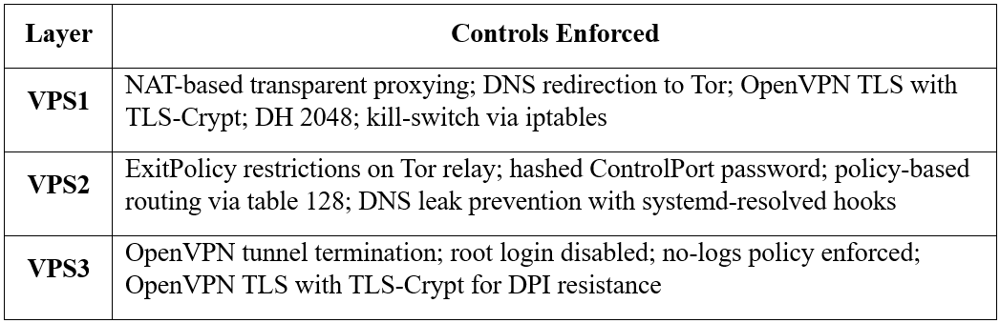 Layer Controls Enforced
VPS1
NAT-based transparent proxying; DNS redirection to Tor; OpenVPN TLS with
TLS-Crypt; DH 2048; kill-switch via iptables
VPS2
ExitPolicy restrictions on Tor relay; hashed ControlPort password; policy-based
routing via table 128; DNS leak prevention with systemd-resolved hooks
VPS3
OpenVPN tunnel termination; root login disabled; no-logs policy enforced;
OpenVPN TLS with TLS-Crypt for DPI resistance